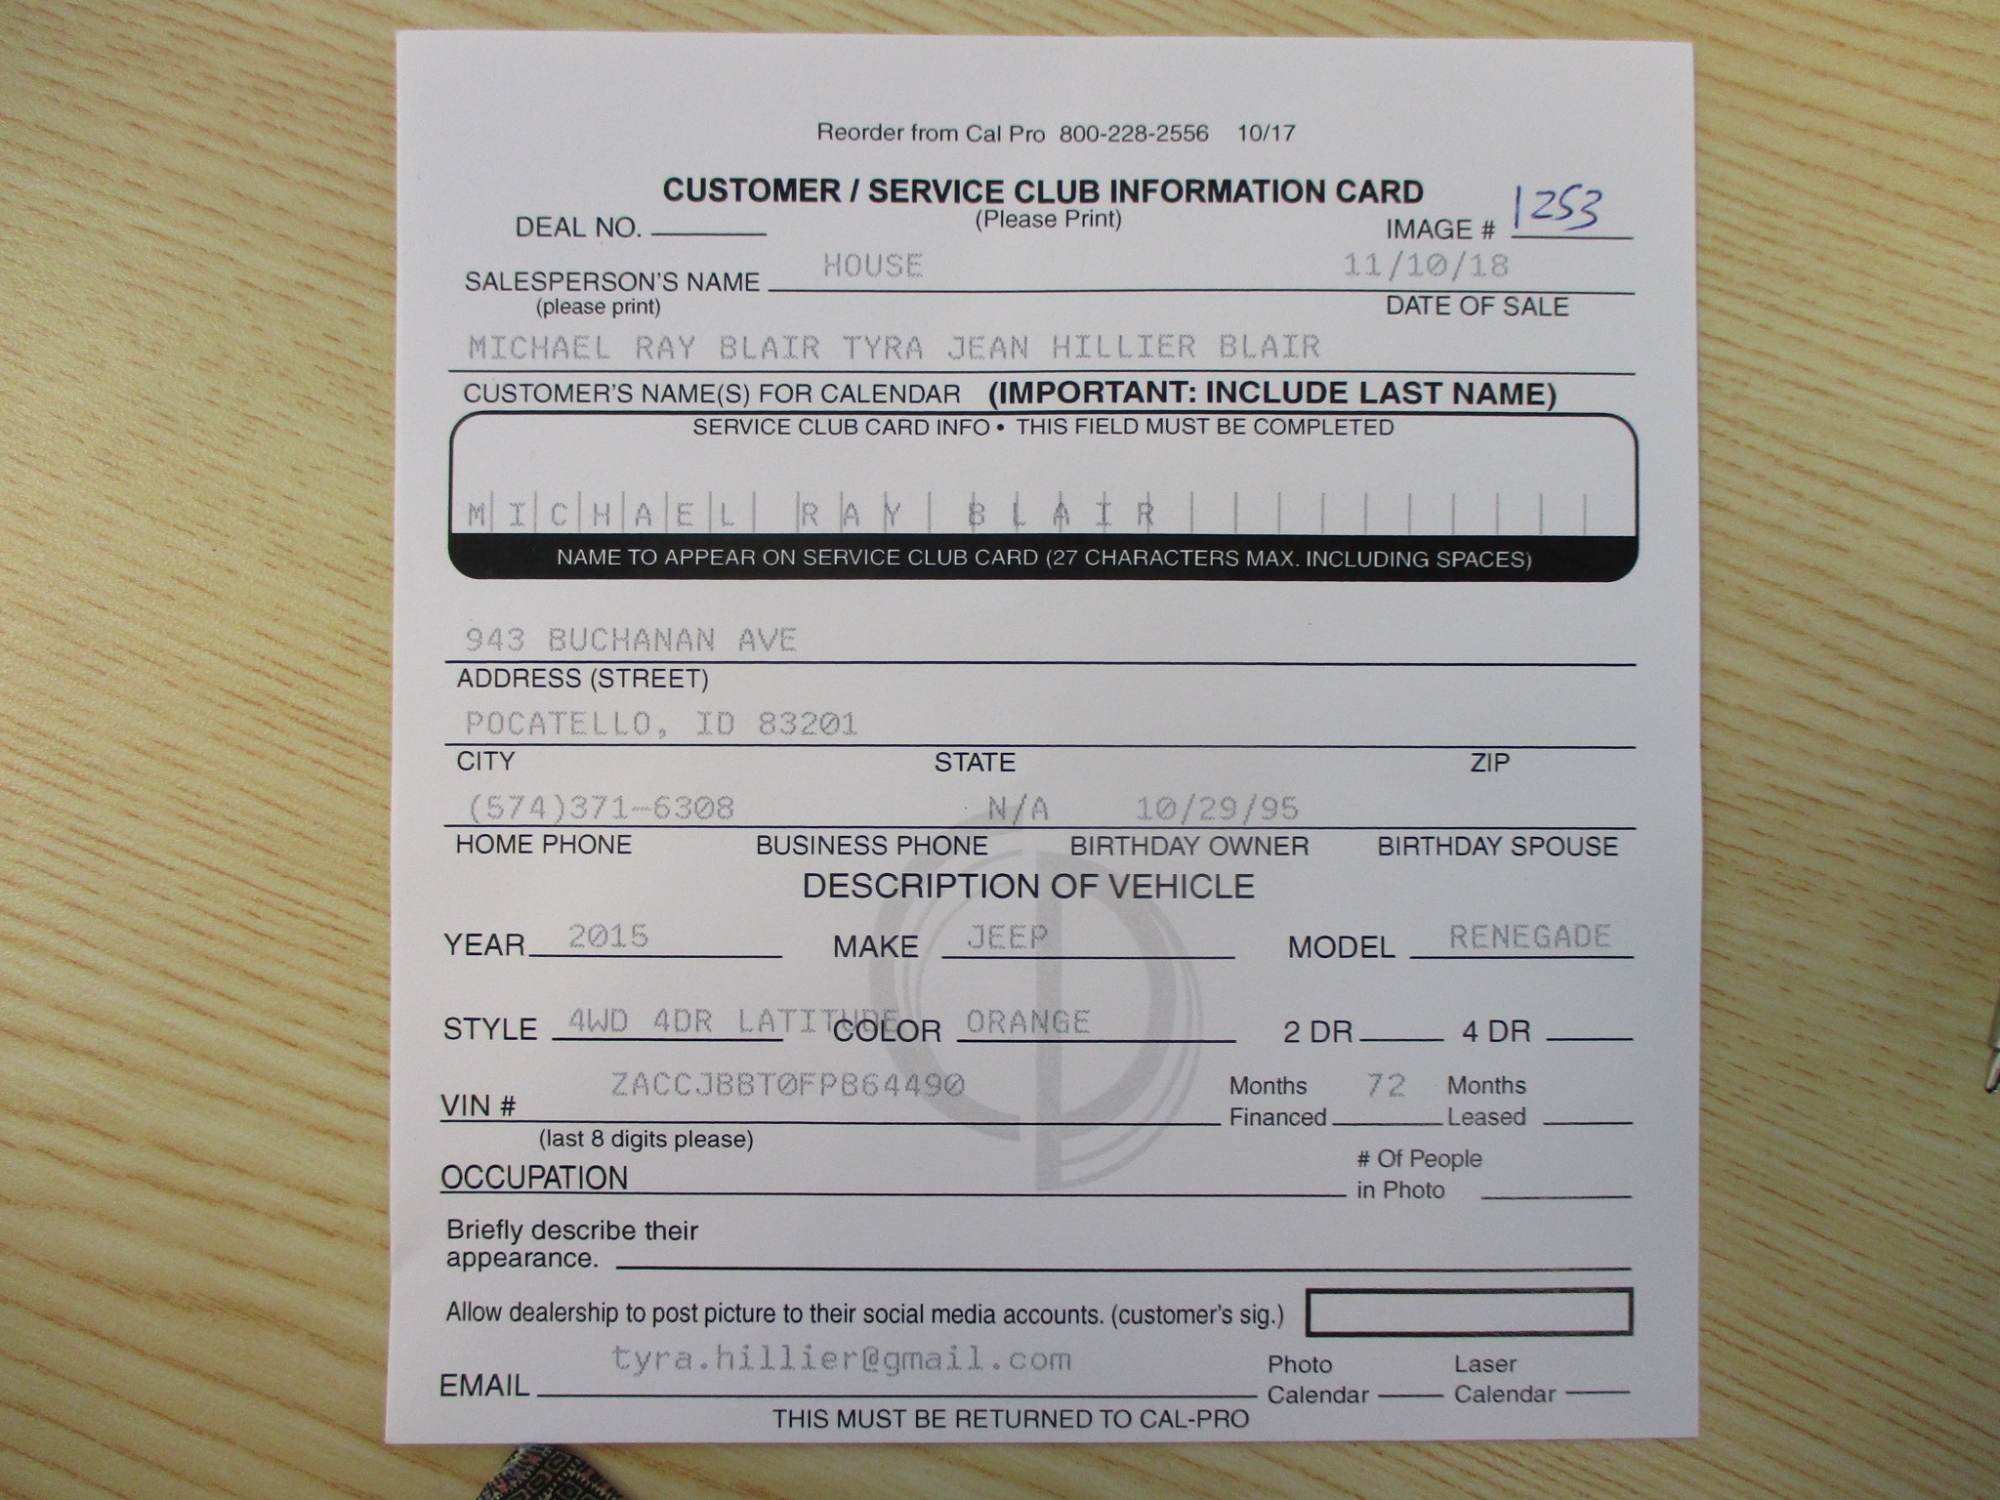 Reorder from Cal Pro 800-228-2556 10/17
CUSTOMER / SERVICE CLUB INFORMATION CARD
(Please Print)
DEAL NO. IMAGE # 1253
SALESPERSON'S NAME HOUSE 11/10/18
(please print) DATE OF SALE
MICHAEL RAY BLAIR TYRA JEAN HILLIER BLAIR
CUSTOMER'S NAME(S) FOR CALENDAR (IMPORTANT: INCLUDE LAST NAME)
SERVICE CLUB CARD INFO • THIS FIELD MUST BE COMPLETED
MICHAEL RAY BLAIR
NAME TO APPEAR ON SERVICE CLUB CARD (27 CHARACTERS MAX. INCLUDING SPACES)
943 BUCHANAN AVE
ADDRESS (STREET)
POCATELLO, ID 83201
CITY STATE ZIP
(574)371-6308 N/A 10/29/95
HOME PHONE BUSINESS PHONE BIRTHDAY OWNER BIRTHDAY SPOUSE
DESCRIPTION OF VEHICLE
YEAR 2015 MAKE JEEP MODEL RENEGADE
STYLE 4WD 4DR LATITUDE COLOR ORANGE 2 DR 4 DR
VIN # ZACCJBBT0FPB64490 Months Financed 72 Months Leased
(last 8 digits please)
OCCUPATION # Of People in Photo
Briefly describe their
appearance.
Allow dealership to post picture to their social media accounts. (customer's sig.)
EMAIL tyra.hillier@gmail.com Photo Calendar Laser Calendar
THIS MUST BE RETURNED TO CAL-PRO